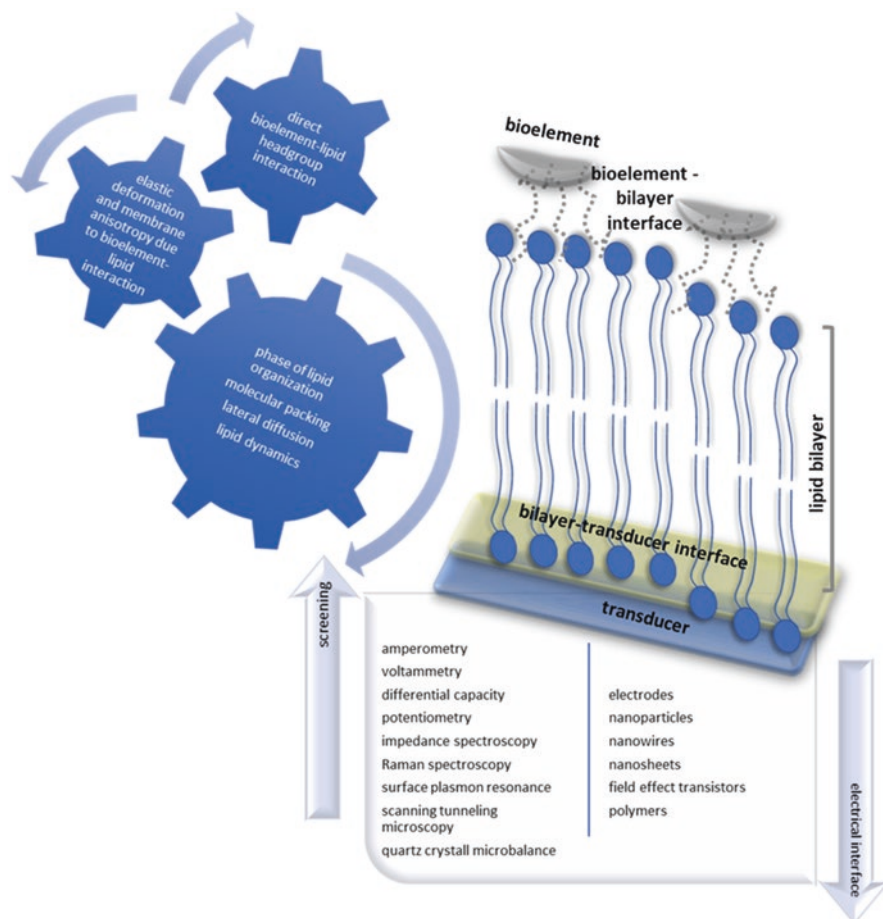 direct
bioelement-lipid
headgroup
interaction
elastic
deformation
and membrane
anisotropy due
to bioelement-
lipid
interaction
phase of lipid
organization
molecular packing
lateral diffusion
lipid dynamics
bioelement
bioelement -
bilayer
interface
lipid bilayer
bilayer-transducer interface
transducer
screening
amperometry
voltammetry
differential capacity
potentiometry
impedance spectroscopy
Raman spectroscopy
surface plasmon resonance
scanning tunneling
microscopy
quartz crystall microbalance
electrodes
nanoparticles
nanowires
nanosheets
field effect transistors
polymers
electrical interface